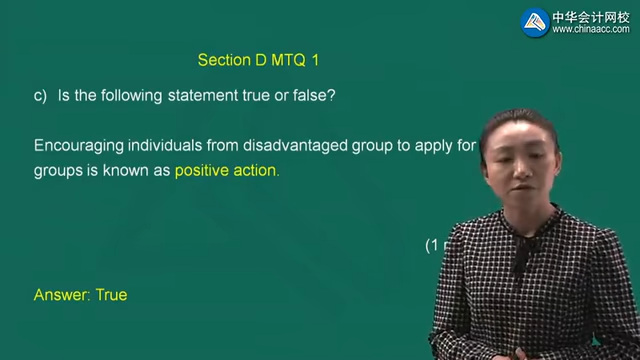 中华会计网校
www.chinaacc.com
Section D MTQ 1
c) Is the following statement true or false?
Encouraging individuals from disadvantaged group to apply for
groups is known as positive action.
(1
Answer: True